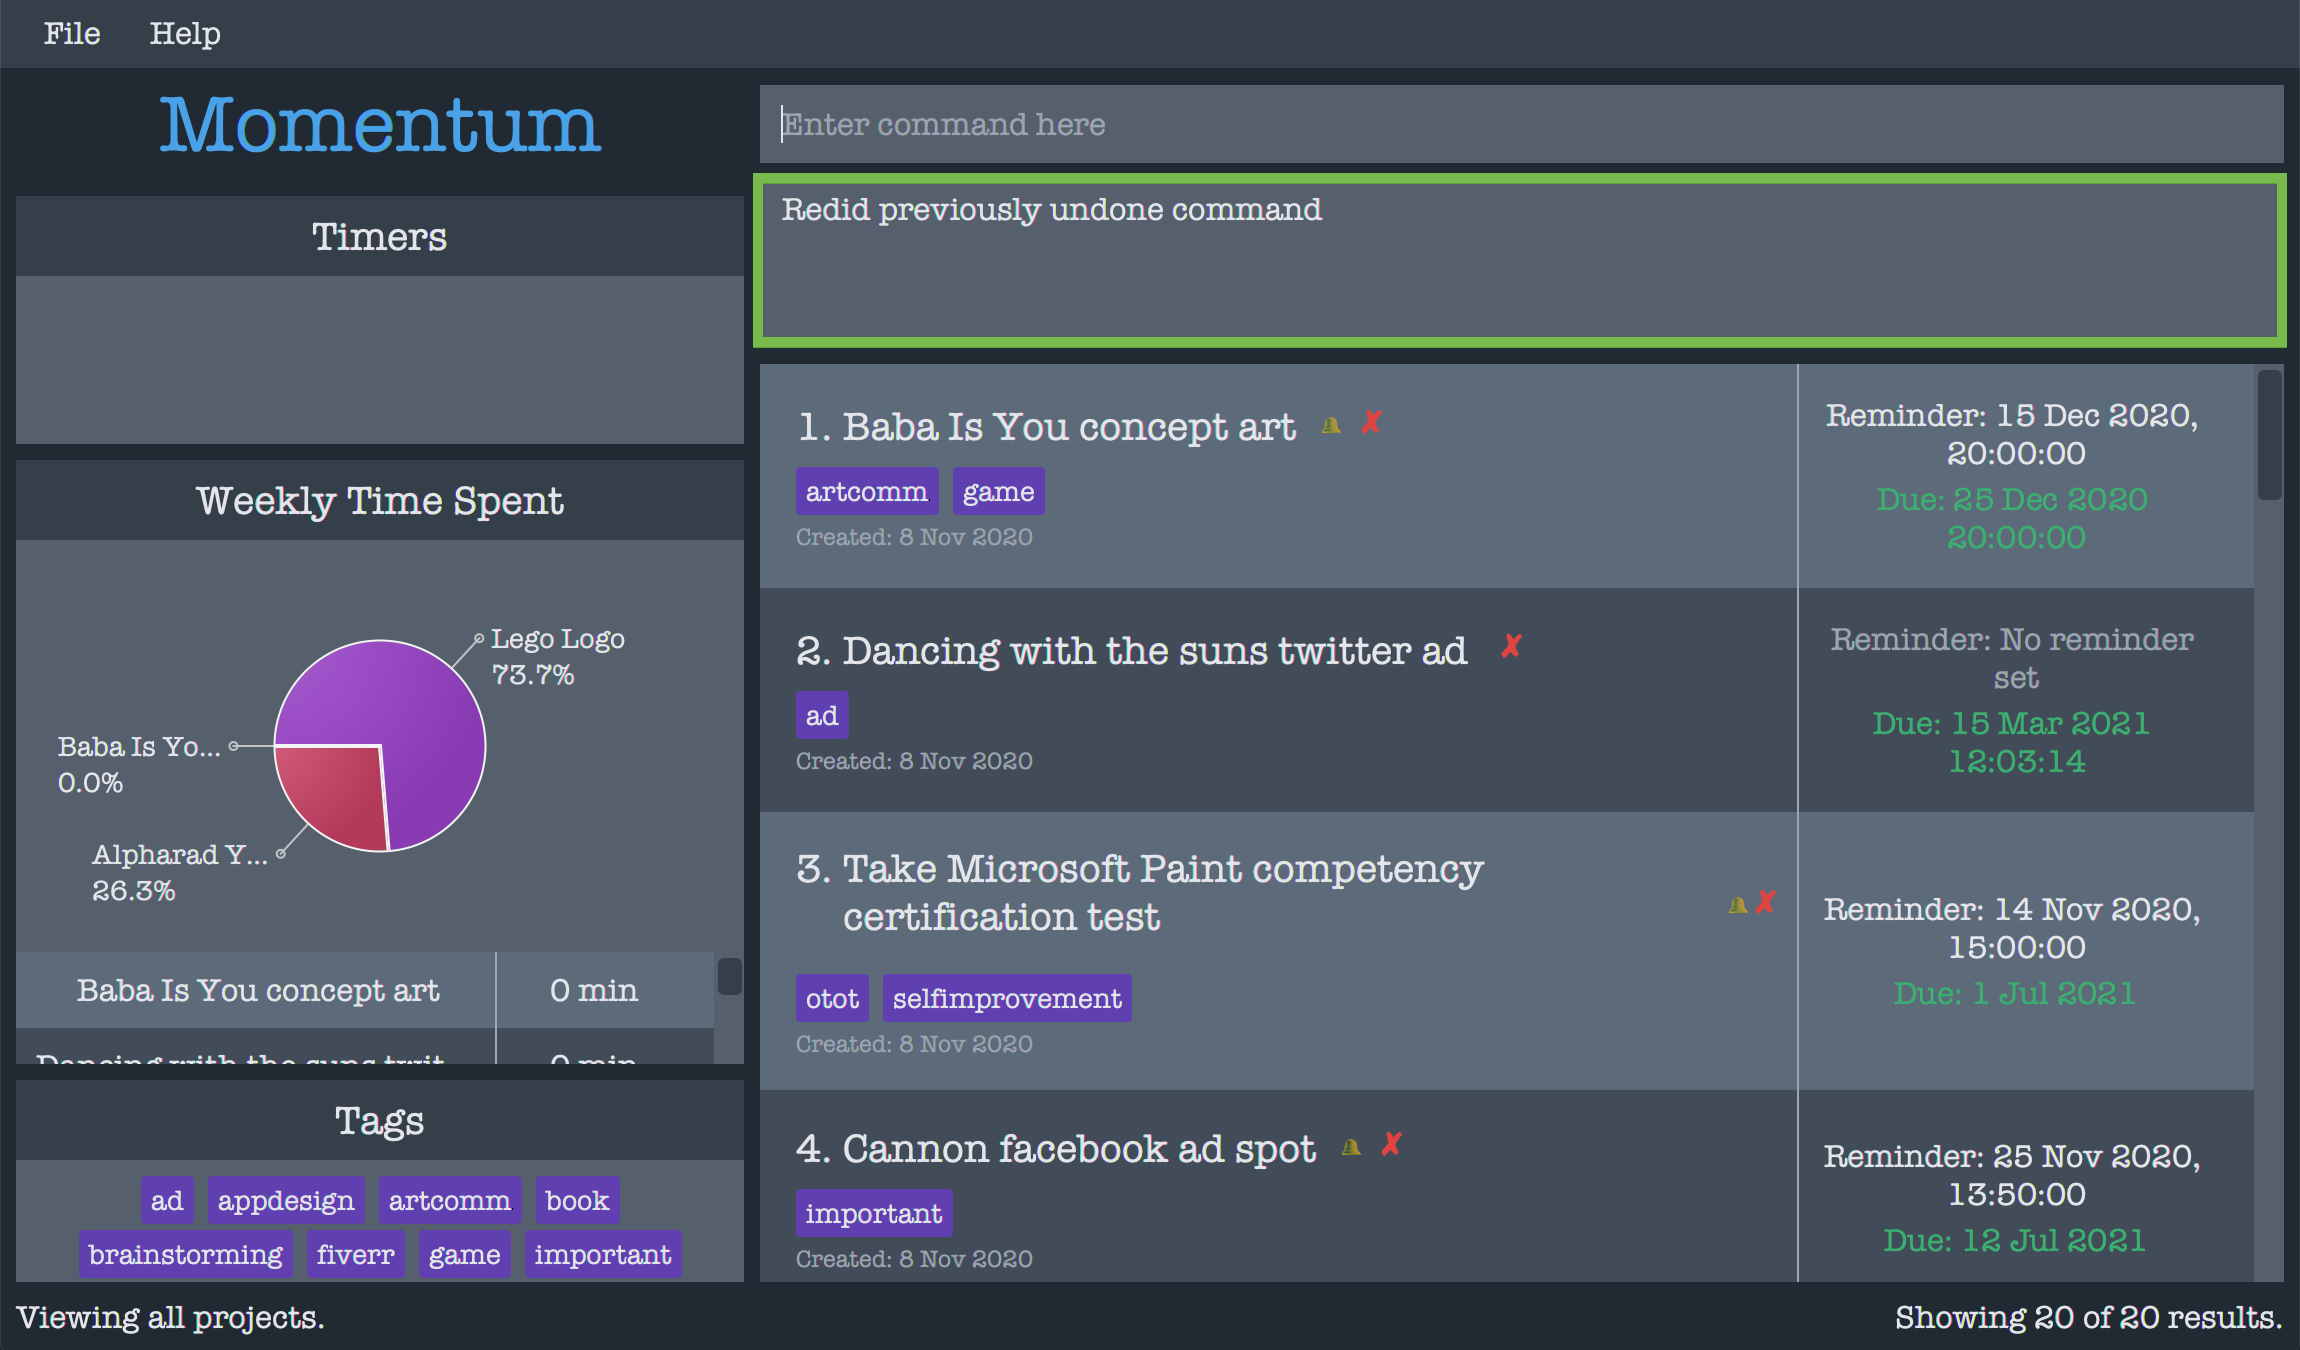 File Help
Momentum
Enter command here
Redid previously undone command
Timers
Weekly Time Spent
Lego Logo
73.7%
Baba Is Yo...
0.0%
Alpharad Y...
26.3%
Baba Is You concept art 0 min
Dancing with the suns twit 0 min
Tags
ad appdesign artcomm book
brainstorming fiverr game important
1. Baba Is You concept art
artcomm game
Created: 8 Nov 2020
Reminder: 15 Dec 2020,
20:00:00
Due: 25 Dec 2020
20:00:00
2. Dancing with the suns twitter ad
ad
Created: 8 Nov 2020
Reminder: No reminder
set
Due: 15 Mar 2021
12:03:14
3. Take Microsoft Paint competency
certification test
otot selfimprovement
Created: 8 Nov 2020
Reminder: 14 Nov 2020,
15:00:00
Due: 1 Jul 2021
4. Cannon facebook ad spot
important
Created: 8 Nov 2020
Reminder: 25 Nov 2020,
13:50:00
Due: 12 Jul 2021
Viewing all projects.
Showing 20 of 20 results.